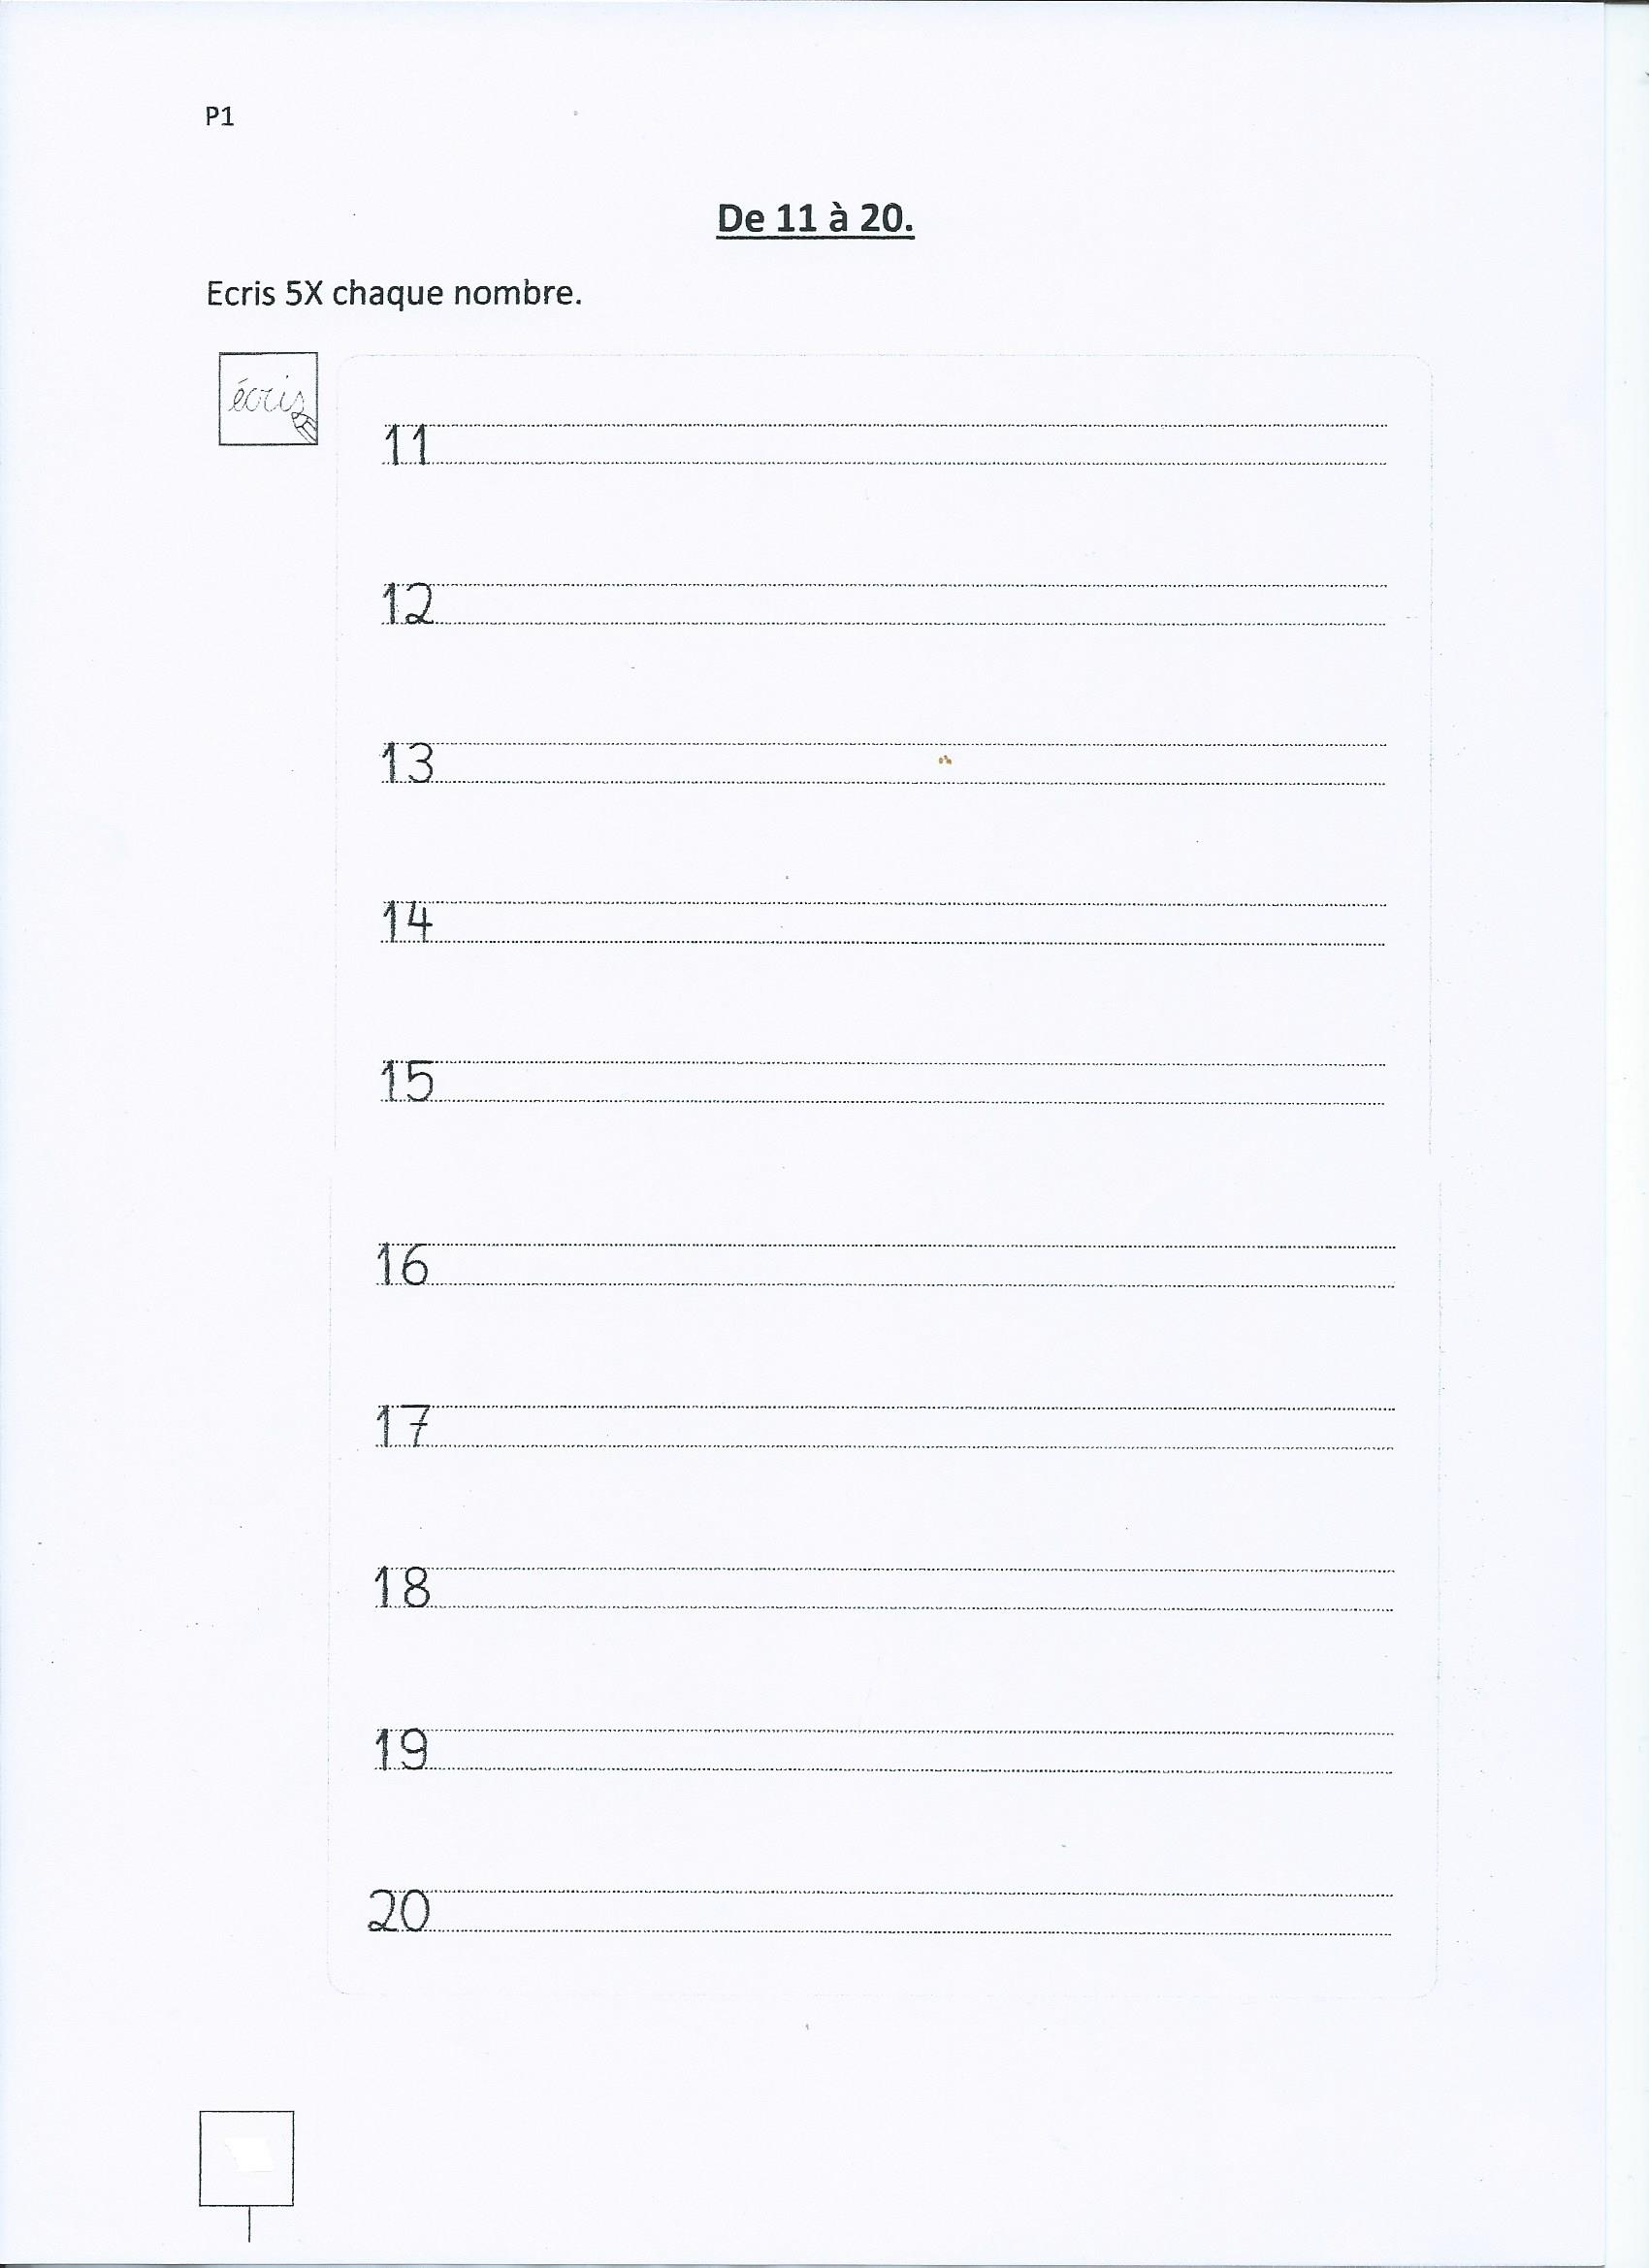 P1
De 11 à 20.
Ecris 5X chaque nombre.
écris
11
12
13
14
15
16
17
18
19
20